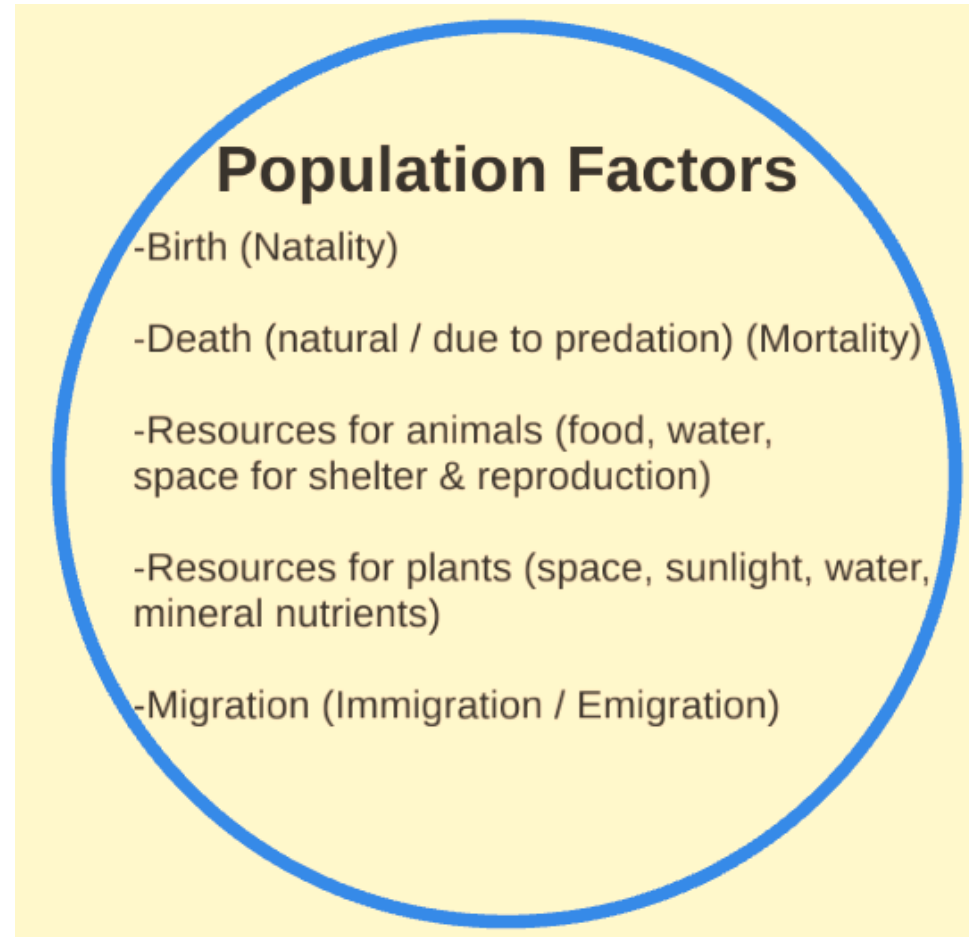 Population Factors
-Birth (Natality)
-Death (natural / due to predation) (Mortality)
-Resources for animals (food, water,
space for shelter & reproduction)
-Resources for plants (space, sunlight, water,
mineral nutrients)
-Migration (Immigration / Emigration)